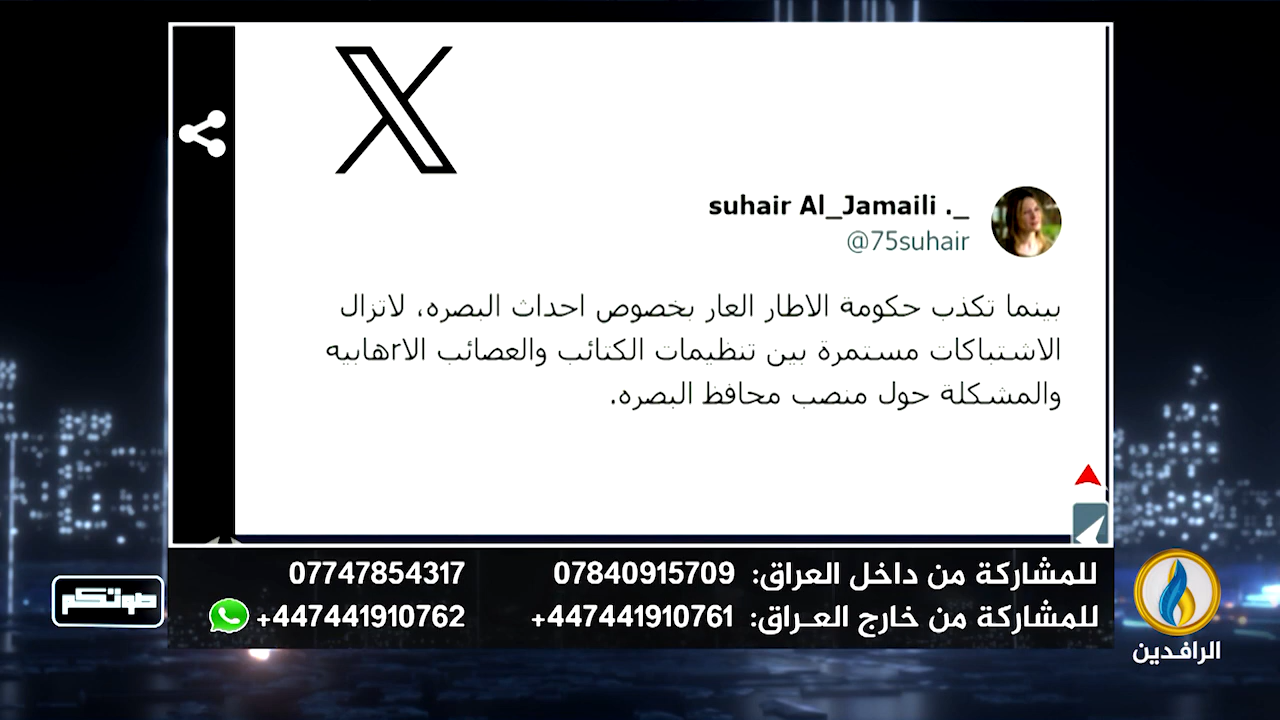 suhair Al_Jamaili ._
@75suhair
بينما تكذب حكومة الاطار العار بخصوص احداث البصره، لاتزال
الاشتباكات مستمرة بين تنظيمات الكتائب والعصائب الاrهابيه
والمشكلة حول منصب محافظ البصره.
للمشاركة من داخل العراق: 07840915709 07747854317
للمشاركة من خارج العـراق: 447441910761+ 447441910762+
صوتكم
الرافدين